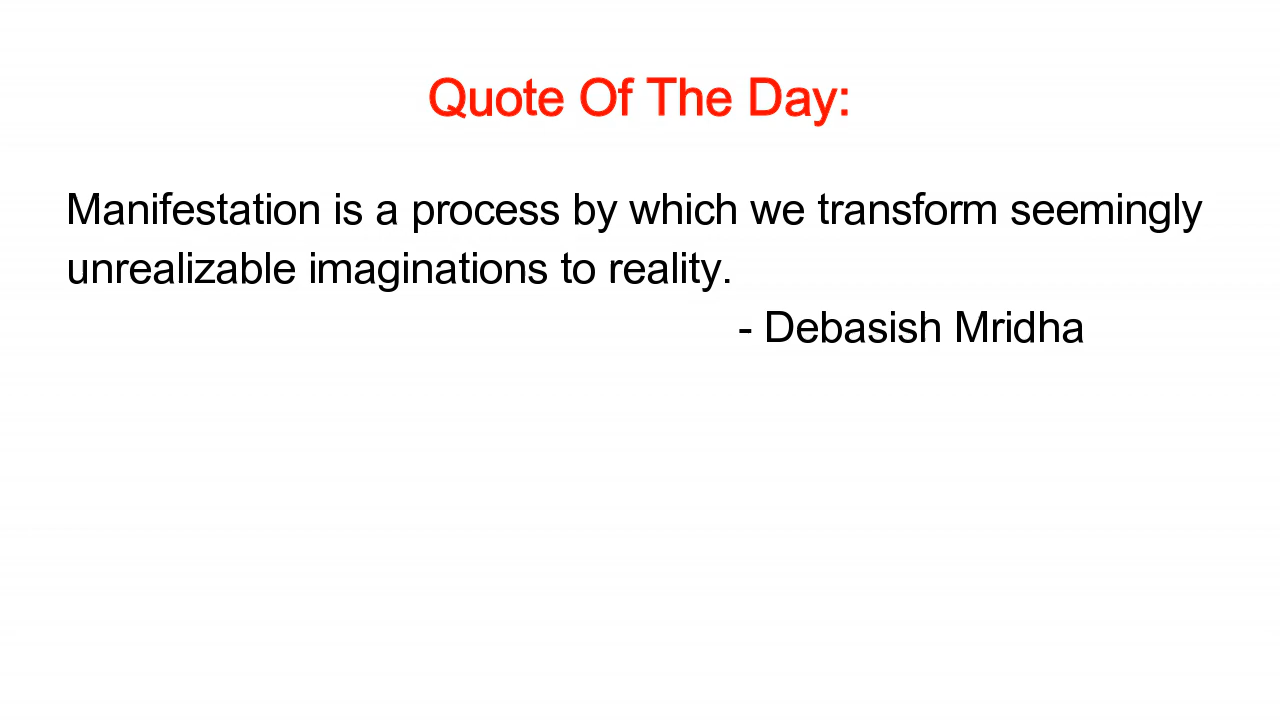 Quote Of The Day:
Manifestation is a process by which we transform seemingly
unrealizable imaginations to reality.
- Debasish Mridha